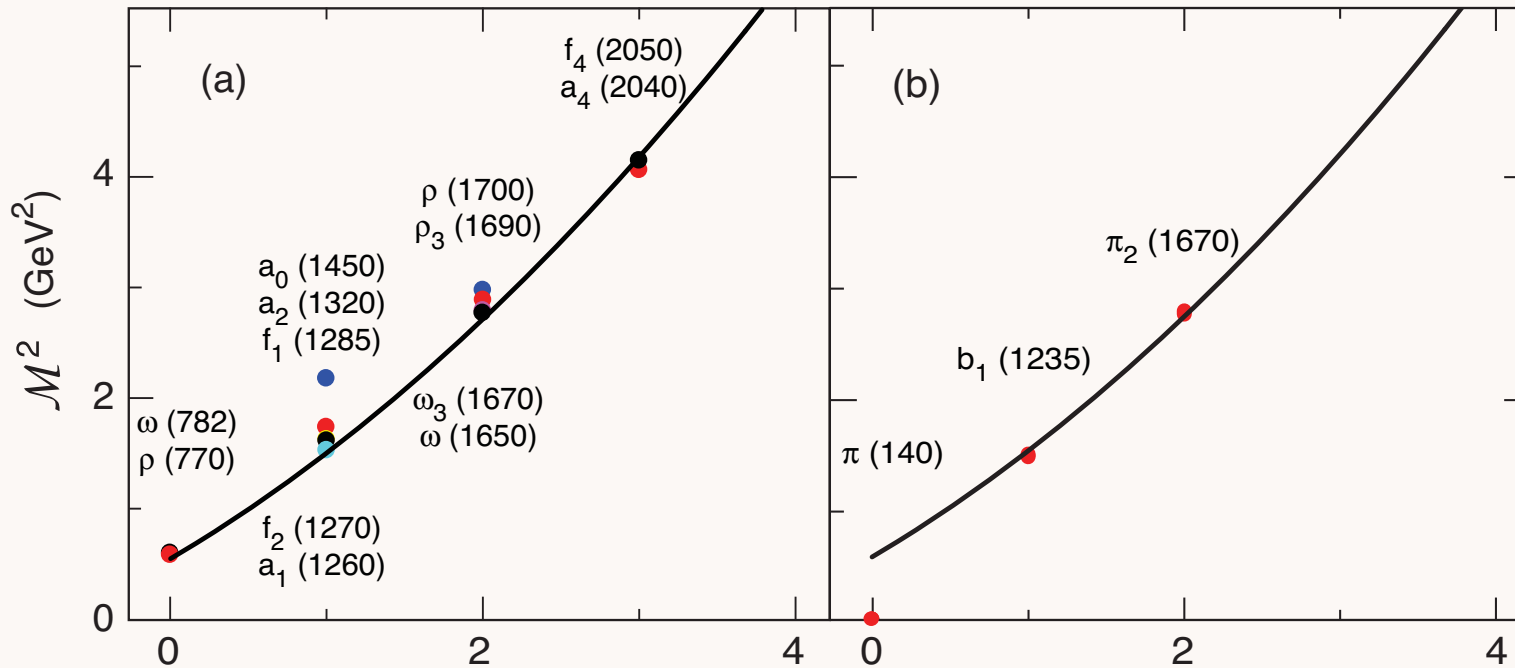 (a)
f₄ (2050)
a₄ (2040)
ρ (1700)
ρ₃ (1690)
a₀ (1450)
a₂ (1320)
f₁ (1285)
ω (782)
ρ (770)
ω₃ (1670)
ω (1650)
f₂ (1270)
a₁ (1260)
ℳ² (GeV²)
4
2
0
0
2
4
(b)
π₂ (1670)
b₁ (1235)
π (140)
0
2
4